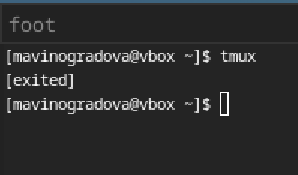 foot
[mavinogradova@vbox ~]$ tmux
[exited]
[mavinogradova@vbox ~]$